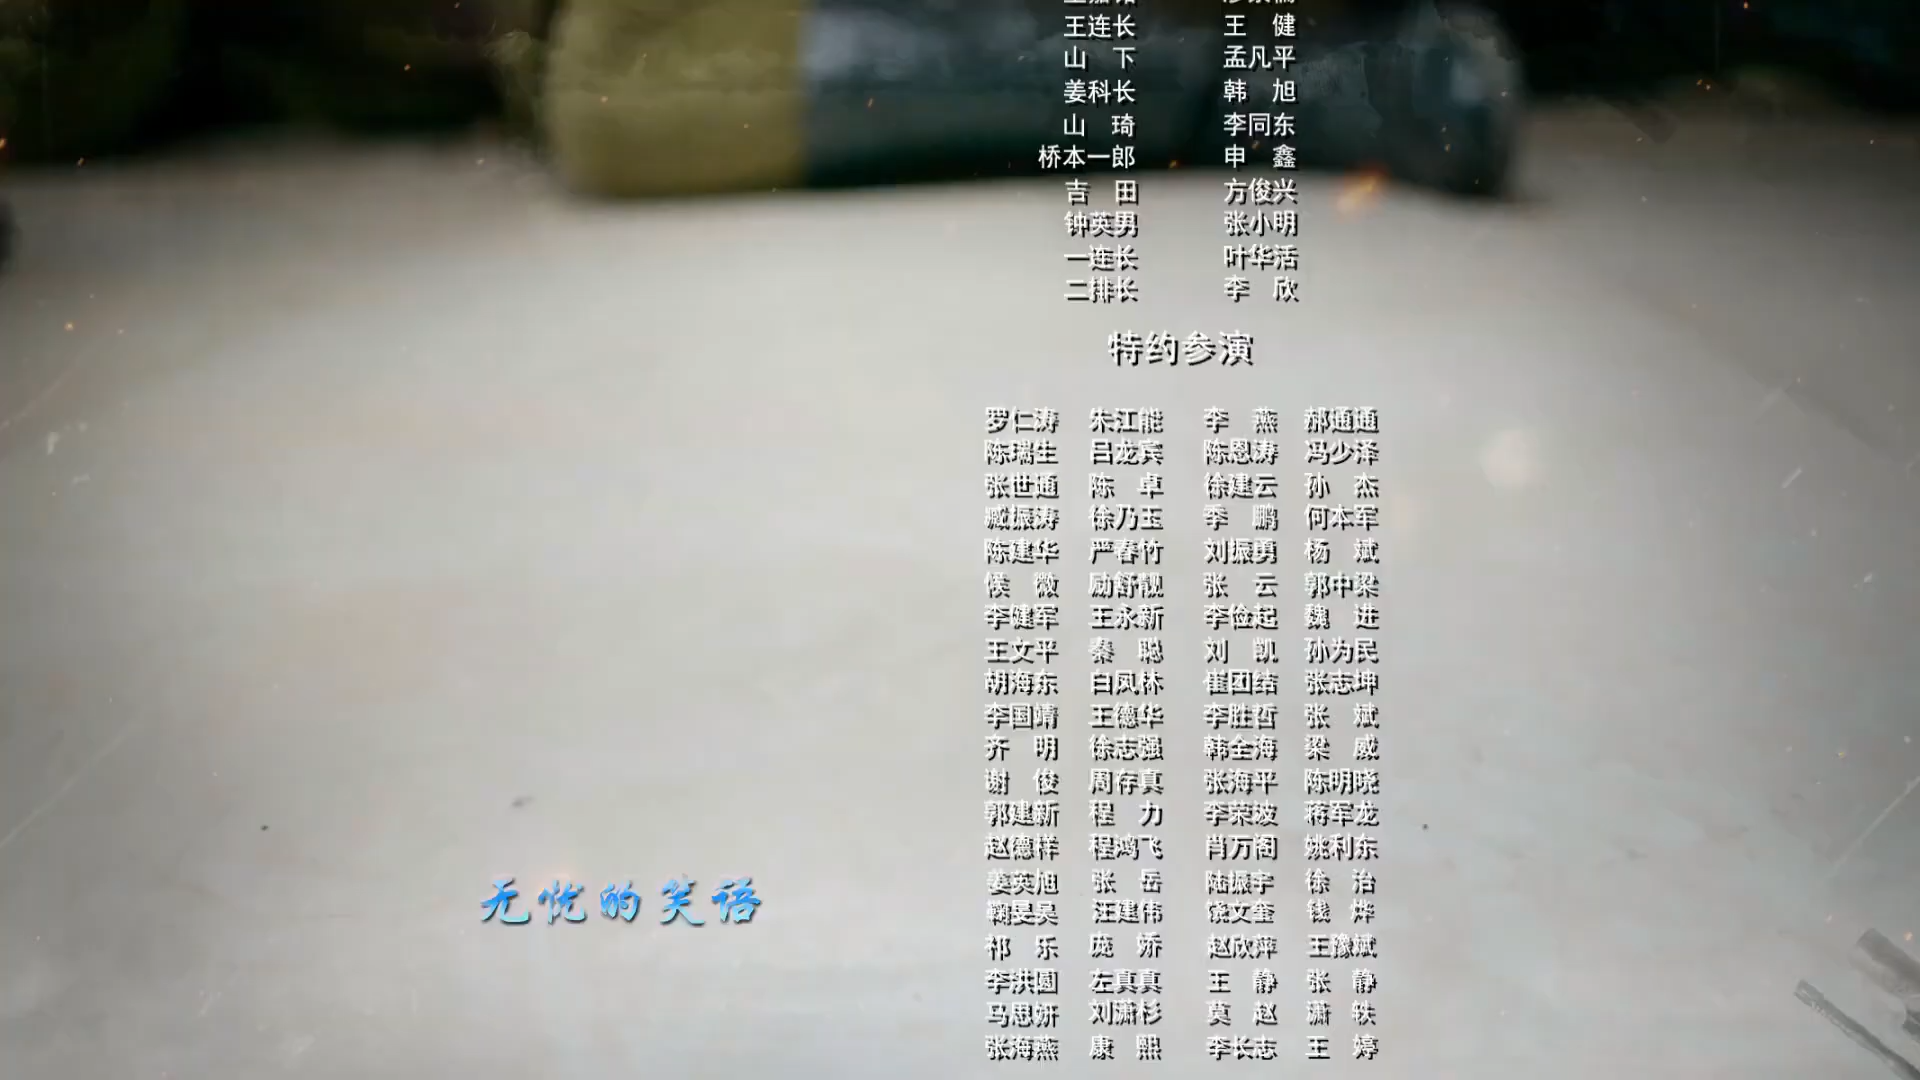 王连长 王 健
山 下 孟凡平
姜科长 韩 旭
山 琦 李同东
桥本一郎 申 鑫
吉 田 方俊兴
钟英男 张小明
一连长 叶华活
二排长 李 欣
特约参演
罗仁涛 朱江能 李 燕 郝通通
陈瑞生 吕龙宾 陈恩涛 冯少泽
张世通 陈 卓 徐建云 孙 杰
臧振涛 徐乃玉 季 鹏 何本军
陈建华 严春竹 刘振勇 杨 斌
侯 微 励舒靓 张 云 郭中梁
李健军 王永新 李俭起 魏 进
王文平 秦 聪 刘 凯 孙为民
胡海东 白凤林 崔团结 张志坤
李国靖 王德华 李胜哲 张 斌
齐 明 徐志强 韩全海 梁 威
谢 俊 周存真 张海平 陈明晓
郭建新 程 力 李荣波 蒋军龙
赵德样 程鸿飞 肖万阁 姚利东
姜英旭 张 岳 陆振宇 徐 治
汪建伟 饶文奎 钱 烨
无忧的笑语
祁 乐 庞 娇 赵欣萍 王豫斌
李洪圆 左真真 王 静 张 静
马思妍 刘潇杉 莫 赵 潇 轶
张海燕 康 熙 李长志 王 婷